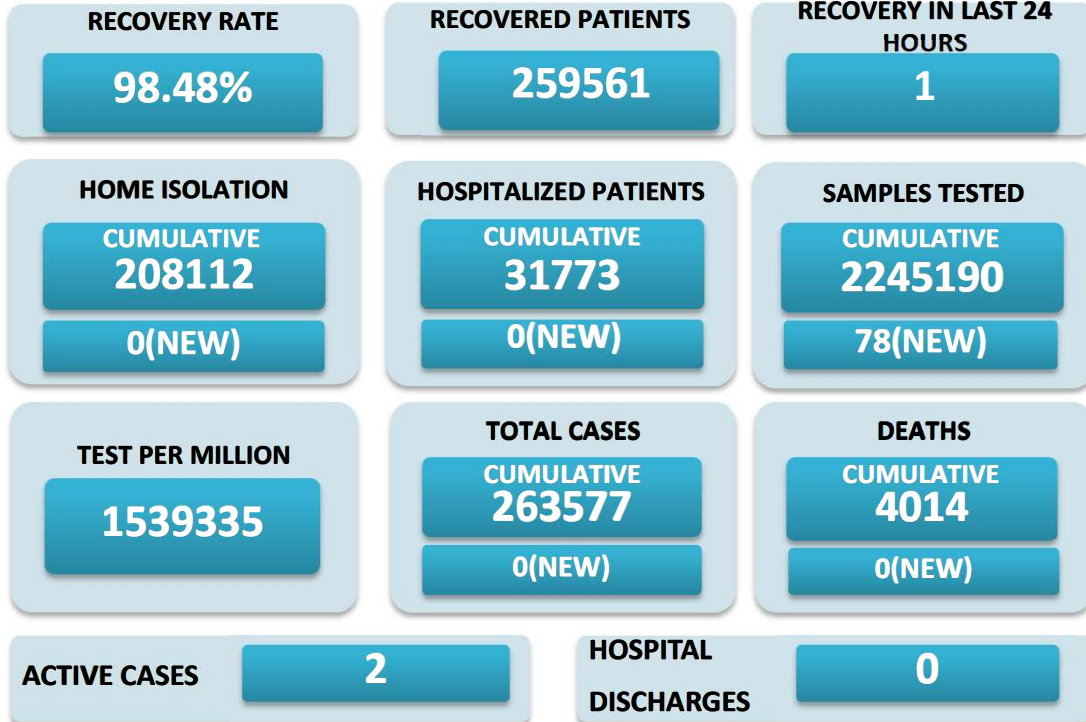 RECOVERY RATE
98.48%
RECOVERED PATIENTS
259561
RECOVERY IN LAST 24
HOURS
1
HOME ISOLATION
CUMULATIVE
208112
0(NEW)
HOSPITALIZED PATIENTS
CUMULATIVE
31773
0(NEW)
SAMPLES TESTED
CUMULATIVE
2245190
78(NEW)
TEST PER MILLION
1539335
TOTAL CASES
CUMULATIVE
263577
0(NEW)
DEATHS
CUMULATIVE
4014
0(NEW)
ACTIVE CASES
2
HOSPITAL
DISCHARGES
0